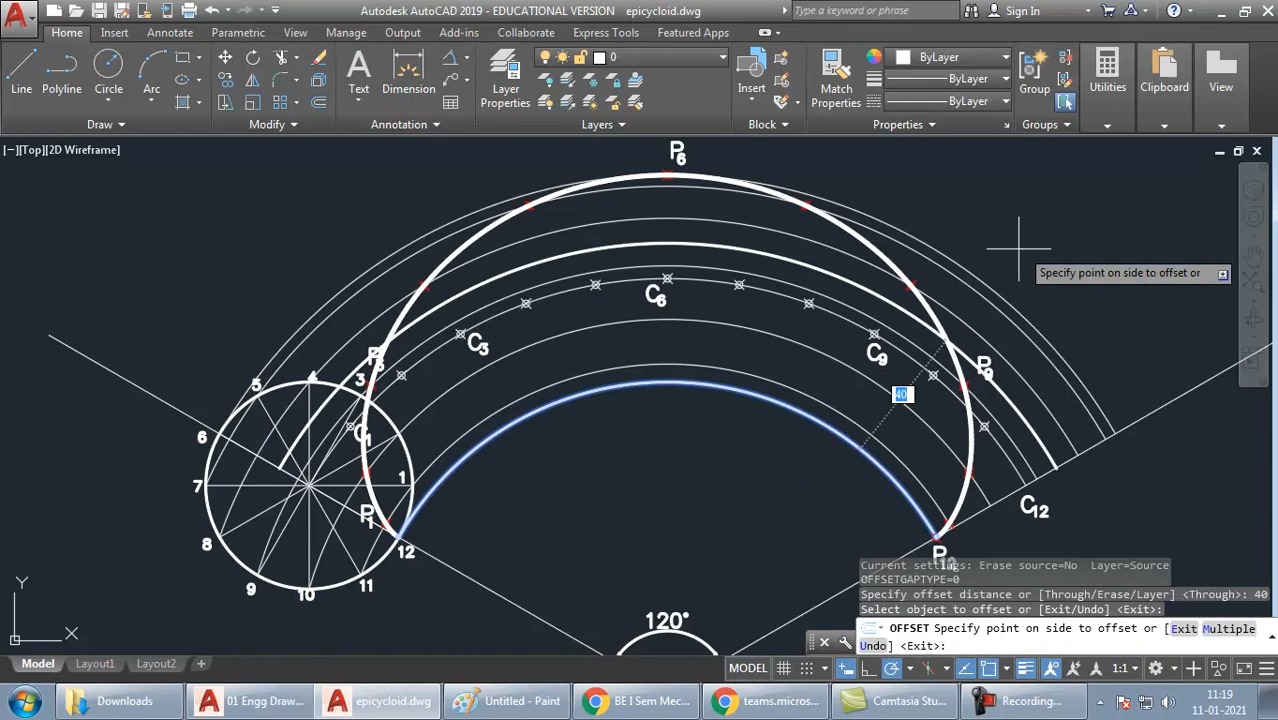 Autodesk AutoCAD 2019 - EDUCATIONAL VERSION epicycloid.dwg
Type a keyword or phrase
Sign In
Home Insert Annotate Parametric View Manage Output Add-ins Collaborate Express Tools Featured Apps
Line Polyline Circle Arc Text Dimension Layer Properties 0 Insert Match Properties ByLayer ByLayer ByLayer Group Utilities Clipboard View
Draw Modify Annotation Layers Block Properties Groups
[−][Top][2D Wireframe]
P6
Specify point on side to offset or
C6
C3
C9
P9
P3
40
4
3
5
6
C1
7
1
8
P1
12
C12
9
10
11
P12
120°
Y
X
Current settings: Erase source=No Layer=Source
OFFSETGAPTYPE=0
Specify offset distance or [Through/Erase/Layer] <Through>: 40
Select object to offset or [Exit/Undo] <Exit>:
OFFSET Specify point on side to offset or [Exit Multiple
Undo] <Exit>:
Model Layout1 Layout2 +
MODEL 1:1
Downloads 01 Engg Draw... epicycloid.dwg Untitled - Paint BE I Sem Mec... teams.micros... Camtasia Stu... Recording...
11:19
11-01-2021